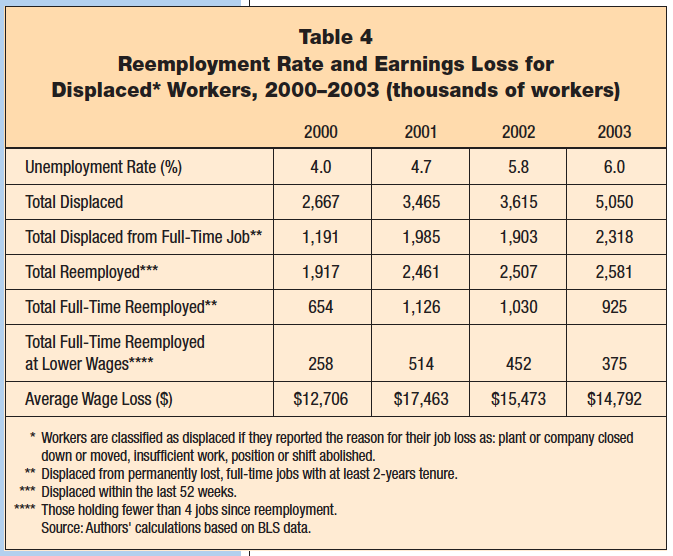 Table 4
Reemployment Rate and Earnings Loss for
Displaced* Workers, 2000–2003 (thousands of workers)
2000 2001 2002 2003
Unemployment Rate (%) 4.0 4.7 5.8 6.0
Total Displaced 2,667 3,465 3,615 5,050
Total Displaced from Full-Time Job** 1,191 1,985 1,903 2,318
Total Reemployed*** 1,917 2,461 2,507 2,581
Total Full-Time Reemployed** 654 1,126 1,030 925
Total Full-Time Reemployed
at Lower Wages**** 258 514 452 375
Average Wage Loss ($) $12,706 $17,463 $15,473 $14,792
* Workers are classified as displaced if they reported the reason for their job loss as: plant or company closed
down or moved, insufficient work, position or shift abolished.
** Displaced from permanently lost, full-time jobs with at least 2-years tenure.
*** Displaced within the last 52 weeks.
**** Those holding fewer than 4 jobs since reemployment.
Source: Authors' calculations based on BLS data.